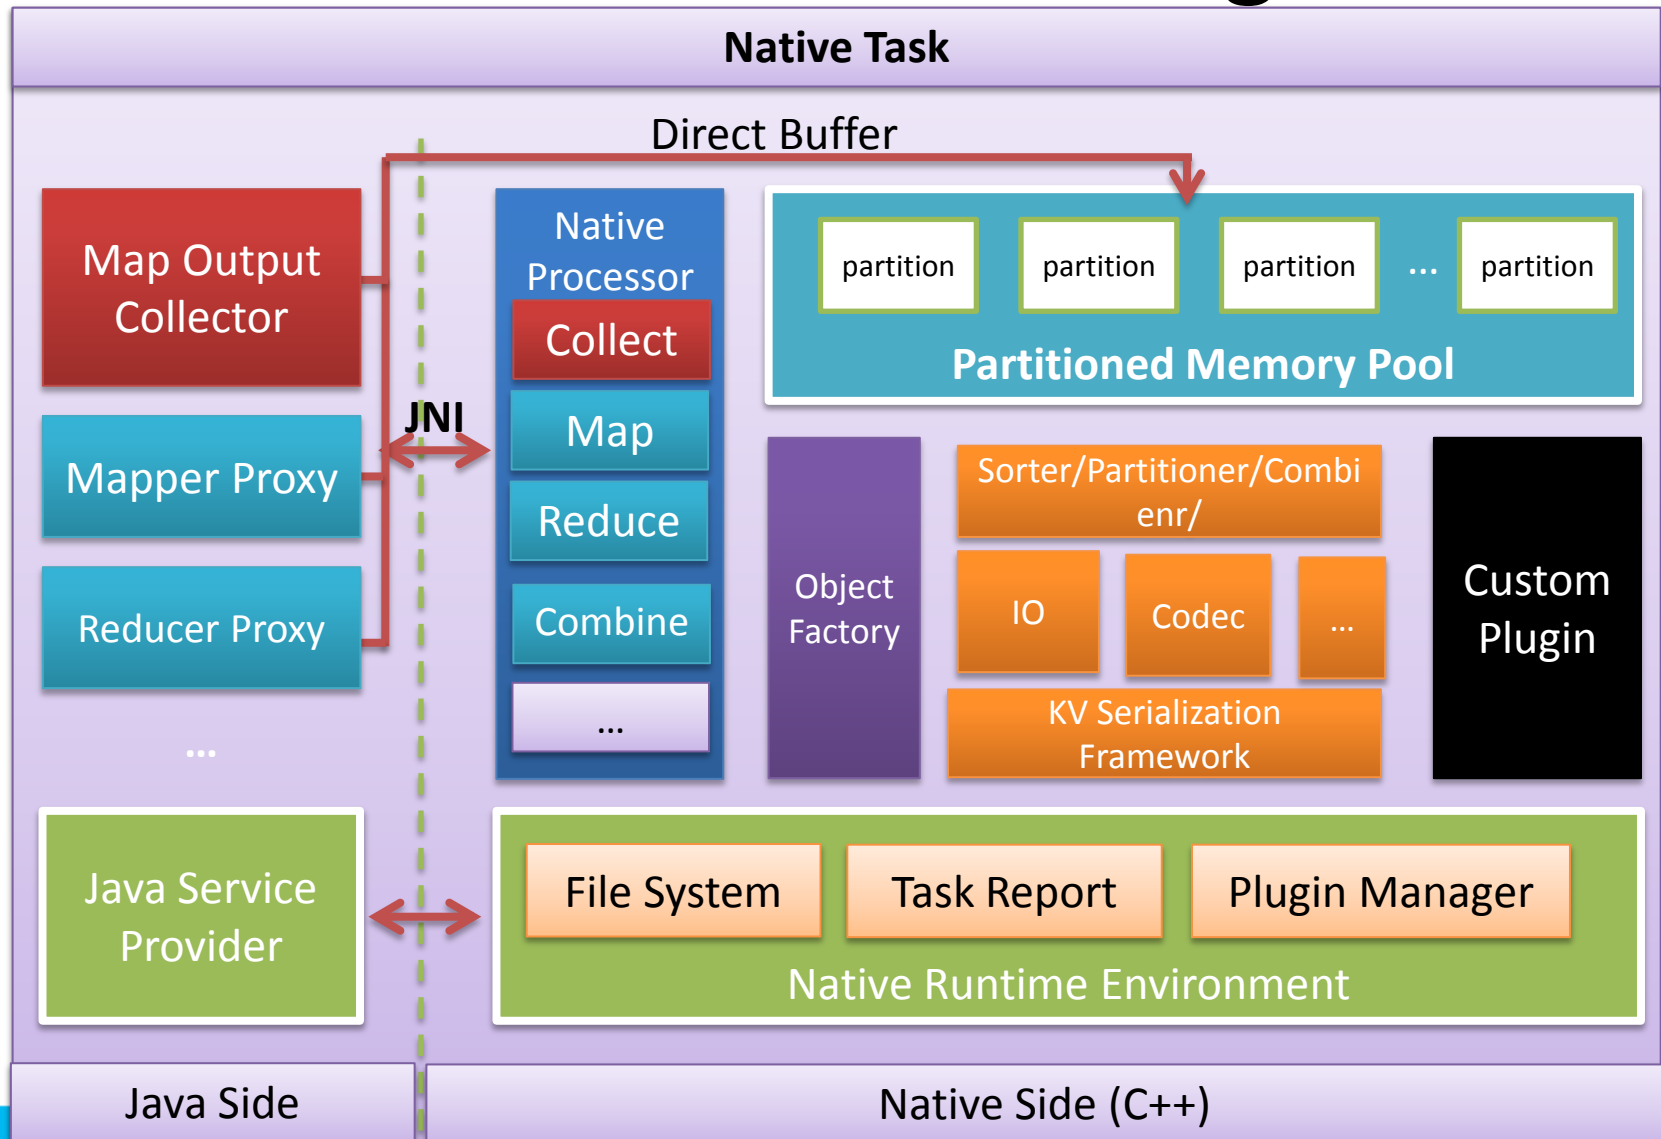 Native Task
Direct Buffer
Map Output
Collector
Mapper Proxy
Reducer Proxy
...
JNI
Native
Processor
Collect
Map
Reduce
Combine
...
partition
partition
partition
...
partition
Partitioned Memory Pool
Object
Factory
Sorter/Partitioner/Combi
enr/
IO
Codec
...
KV Serialization
Framework
Custom
Plugin
Java Service
Provider
File System
Task Report
Plugin Manager
Native Runtime Environment
Java Side
Native Side (C++)